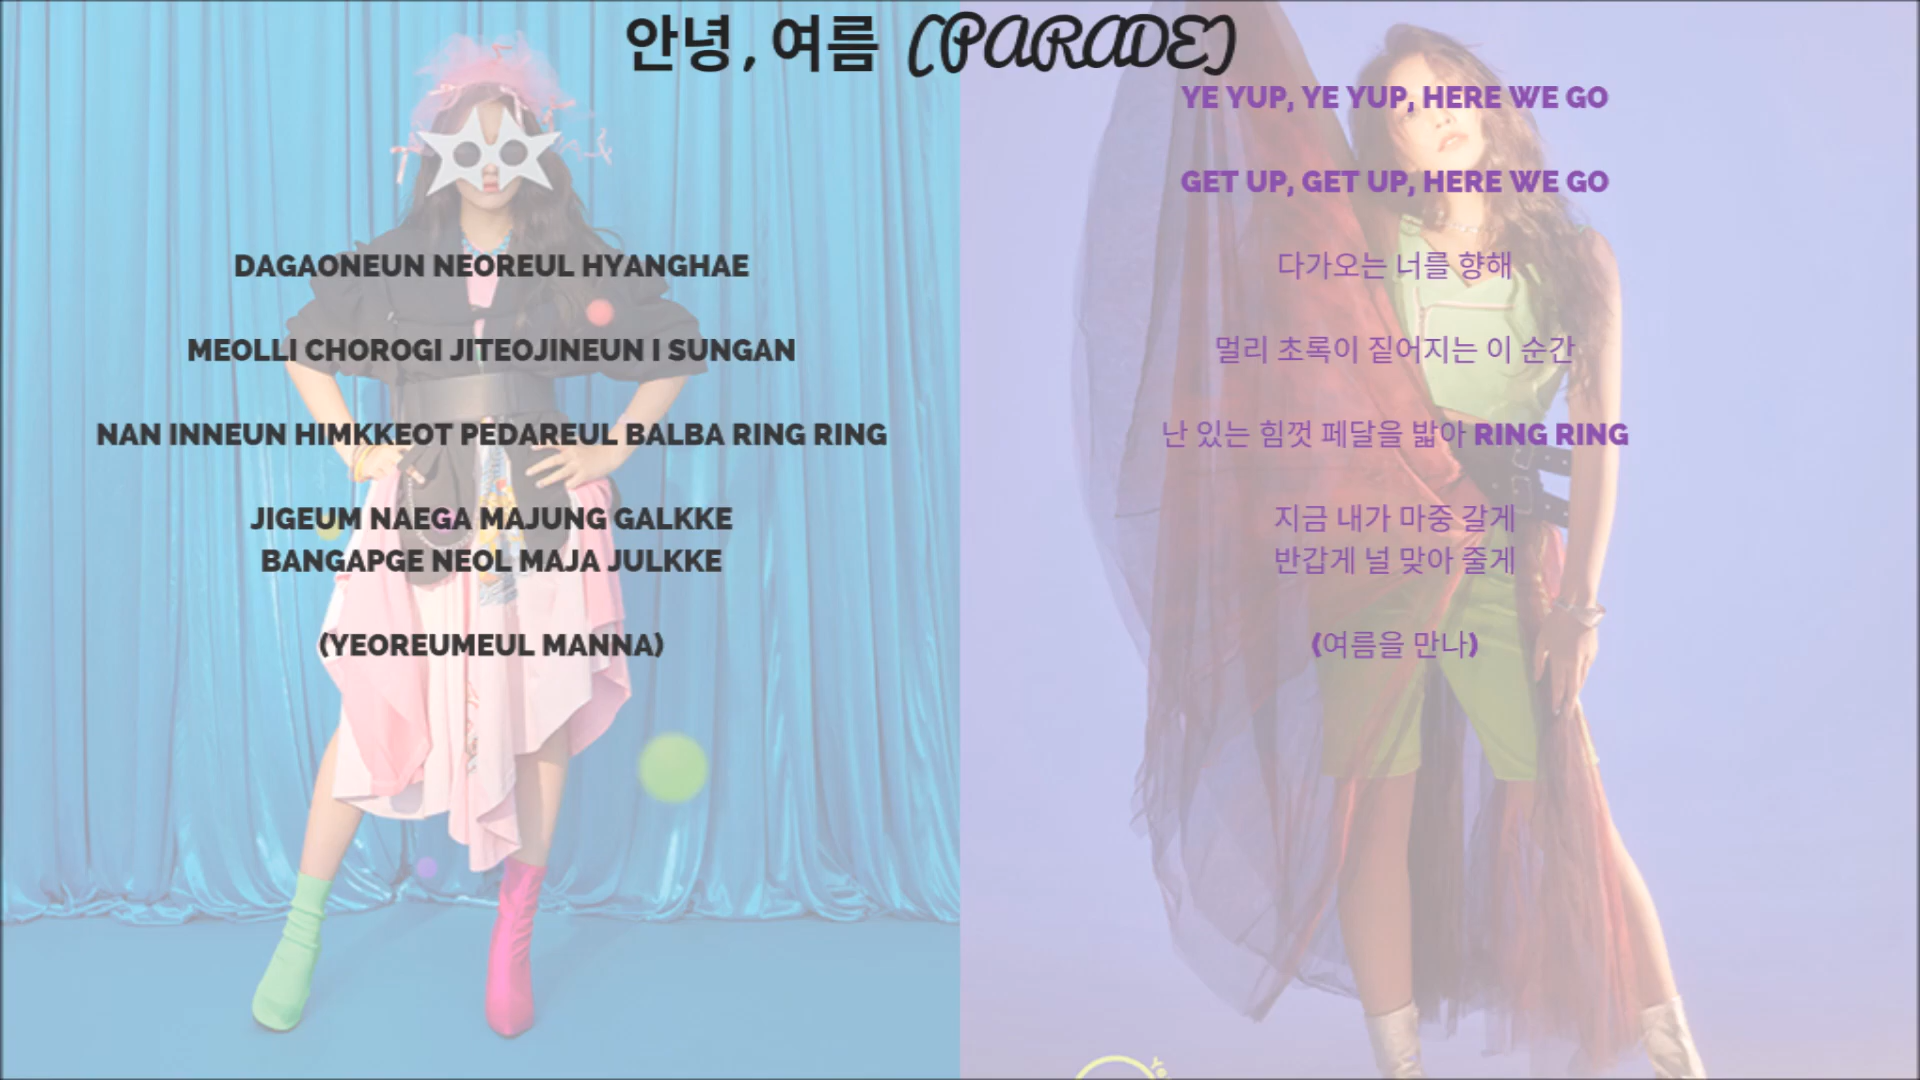 안녕, 여름 (PARADE)
YE YUP, YE YUP, HERE WE GO
GET UP, GET UP, HERE WE GO
DAGAONEUN NEOREUL HYANGHAE
MEOLLI CHOROGI JITEOJINEUN I SUNGAN
NAN INNEUN HIMKKEOT PEDAREUL BALBA RING RING
JIGEUM NAEGA MAJUNG GALKKE
BANGAPGE NEOL MAJA JULKKE
(YEOREUMEUL MANNA)
다가오는 너를 향해
멀리 초록이 짙어지는 이 순간
난 있는 힘껏 페달을 밟아 RING RING
지금 내가 마중 갈게
반갑게 널 맞아 줄게
(여름을 만나)